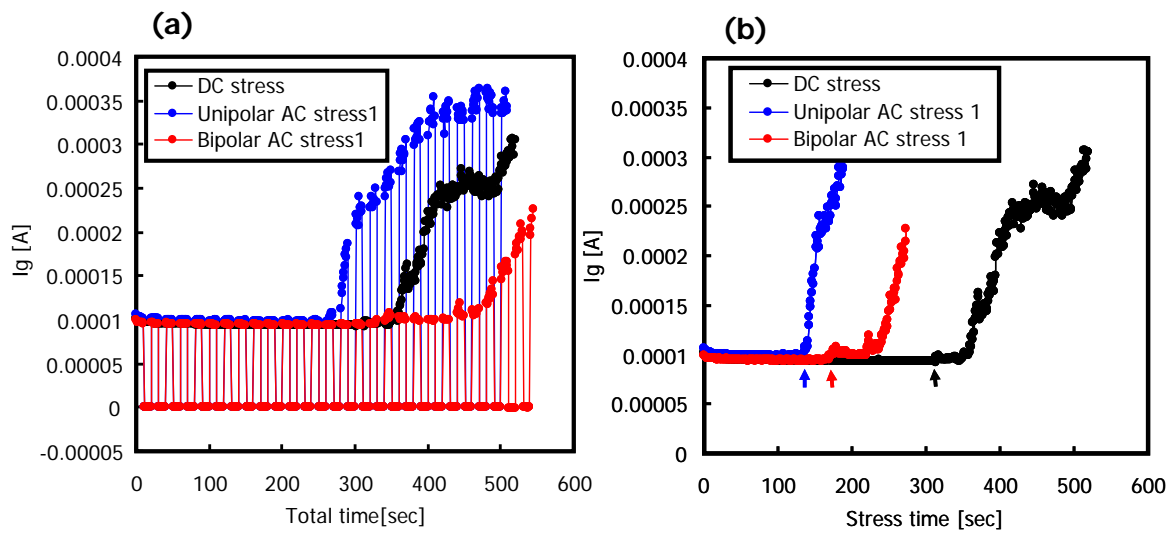 (a)
Ig [A]
0.0004
0.00035
0.0003
0.00025
0.0002
0.00015
0.0001
0.00005
0
-0.00005
DC stress
Unipolar AC stress1
Bipolar AC stress1
0 100 200 300 400 500 600
Total time[sec]
(b)
Ig [A]
0.0004
0.00035
0.0003
0.00025
0.0002
0.00015
0.0001
0.00005
0
DC stress
Unipolar AC stress 1
Bipolar AC stress 1
0 100 200 300 400 500 600
Stress time [sec]